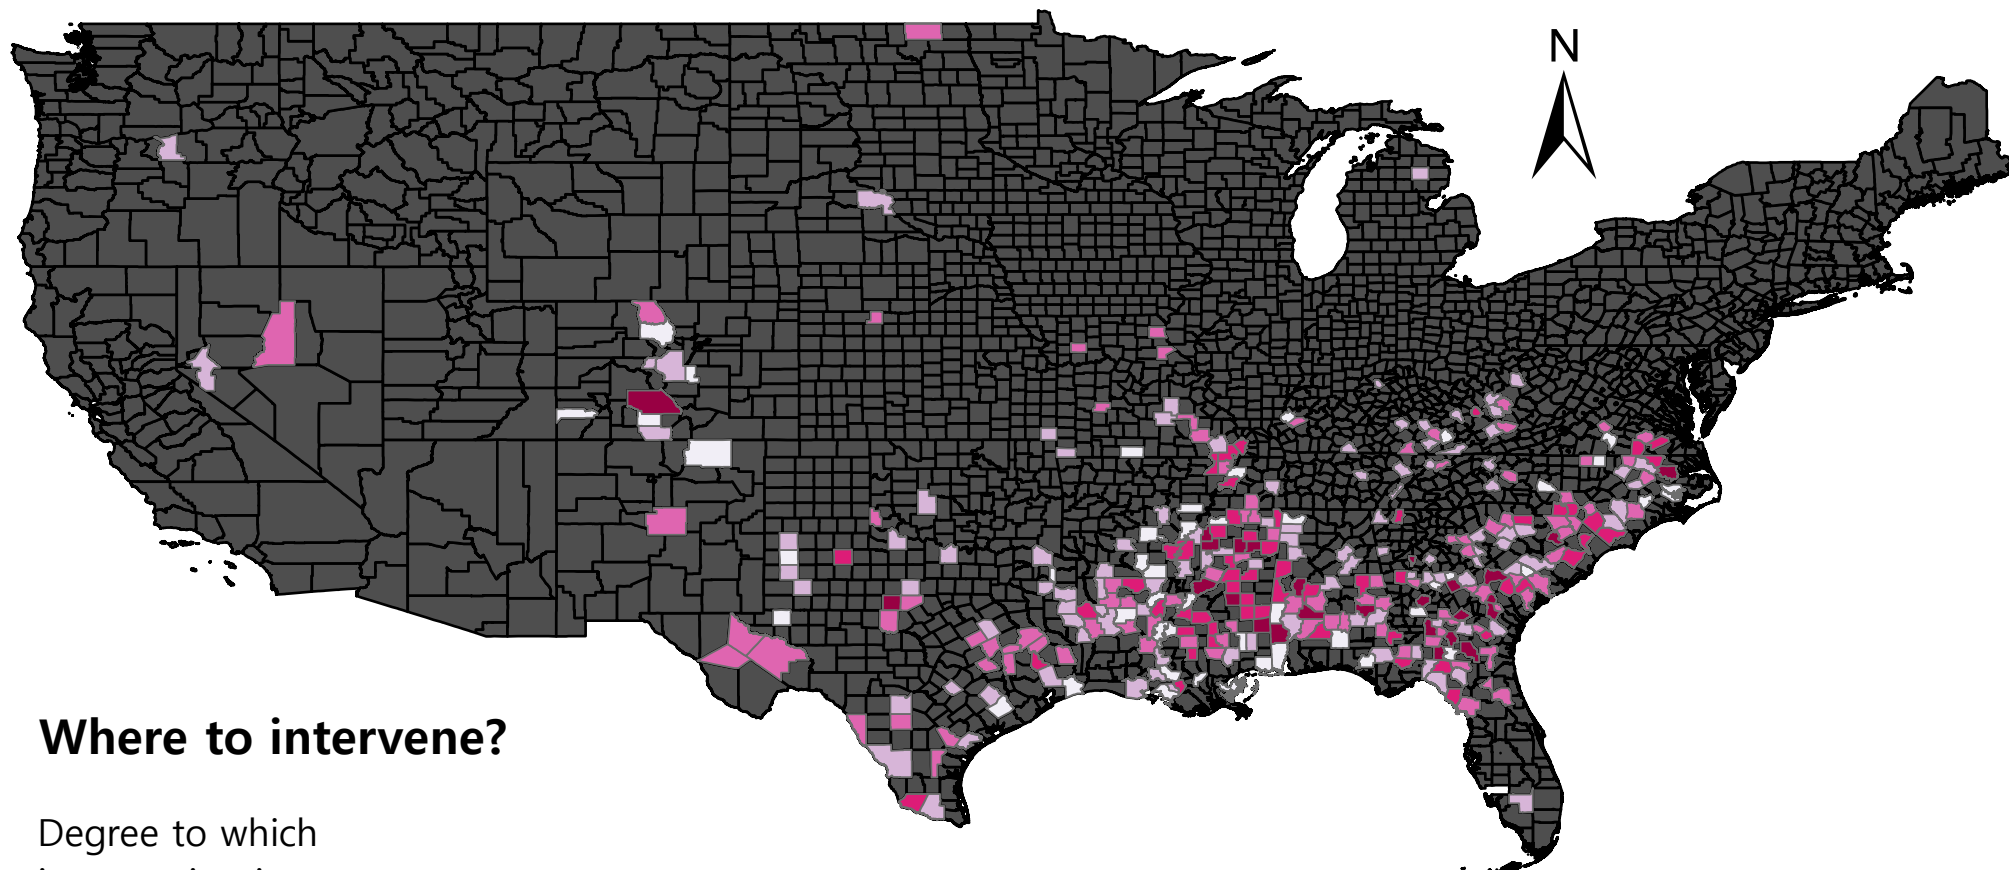 N
Where to intervene?
Degree to which